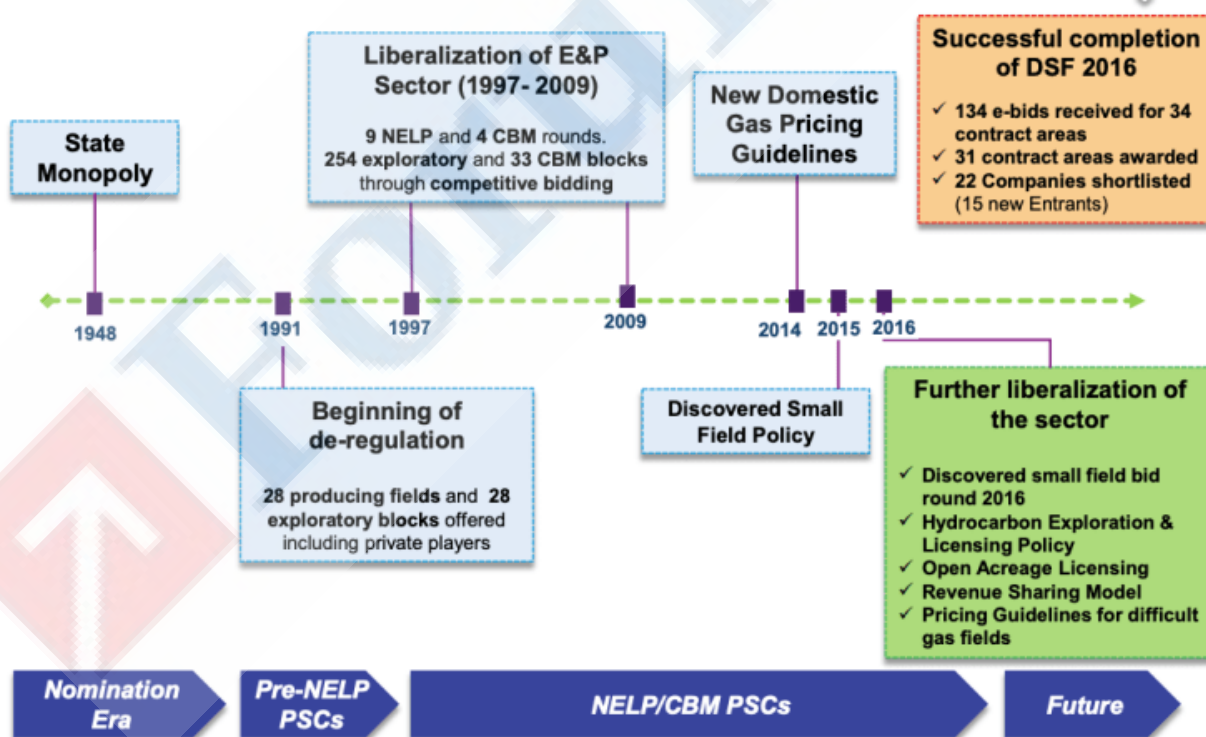 State
Monopoly
Liberalization of E&P
Sector (1997- 2009)
9 NELP and 4 CBM rounds.
254 exploratory and 33 CBM blocks
through competitive bidding
New Domestic
Gas Pricing
Guidelines
Successful completion
of DSF 2016
✓ 134 e-bids received for 34
contract areas
✓ 31 contract areas awarded
✓ 22 Companies shortlisted
(15 new Entrants)
1948
1991
1997
2009
2014
2015
2016
Beginning of
de-regulation
28 producing fields and 28
exploratory blocks offered
including private players
Discovered Small
Field Policy
Further liberalization of
the sector
✓ Discovered small field bid
round 2016
✓ Hydrocarbon Exploration &
Licensing Policy
✓ Open Acreage Licensing
✓ Revenue Sharing Model
✓ Pricing Guidelines for difficult
gas fields
Nomination
Era
Pre-NELP
PSCs
NELP/CBM PSCs
Future